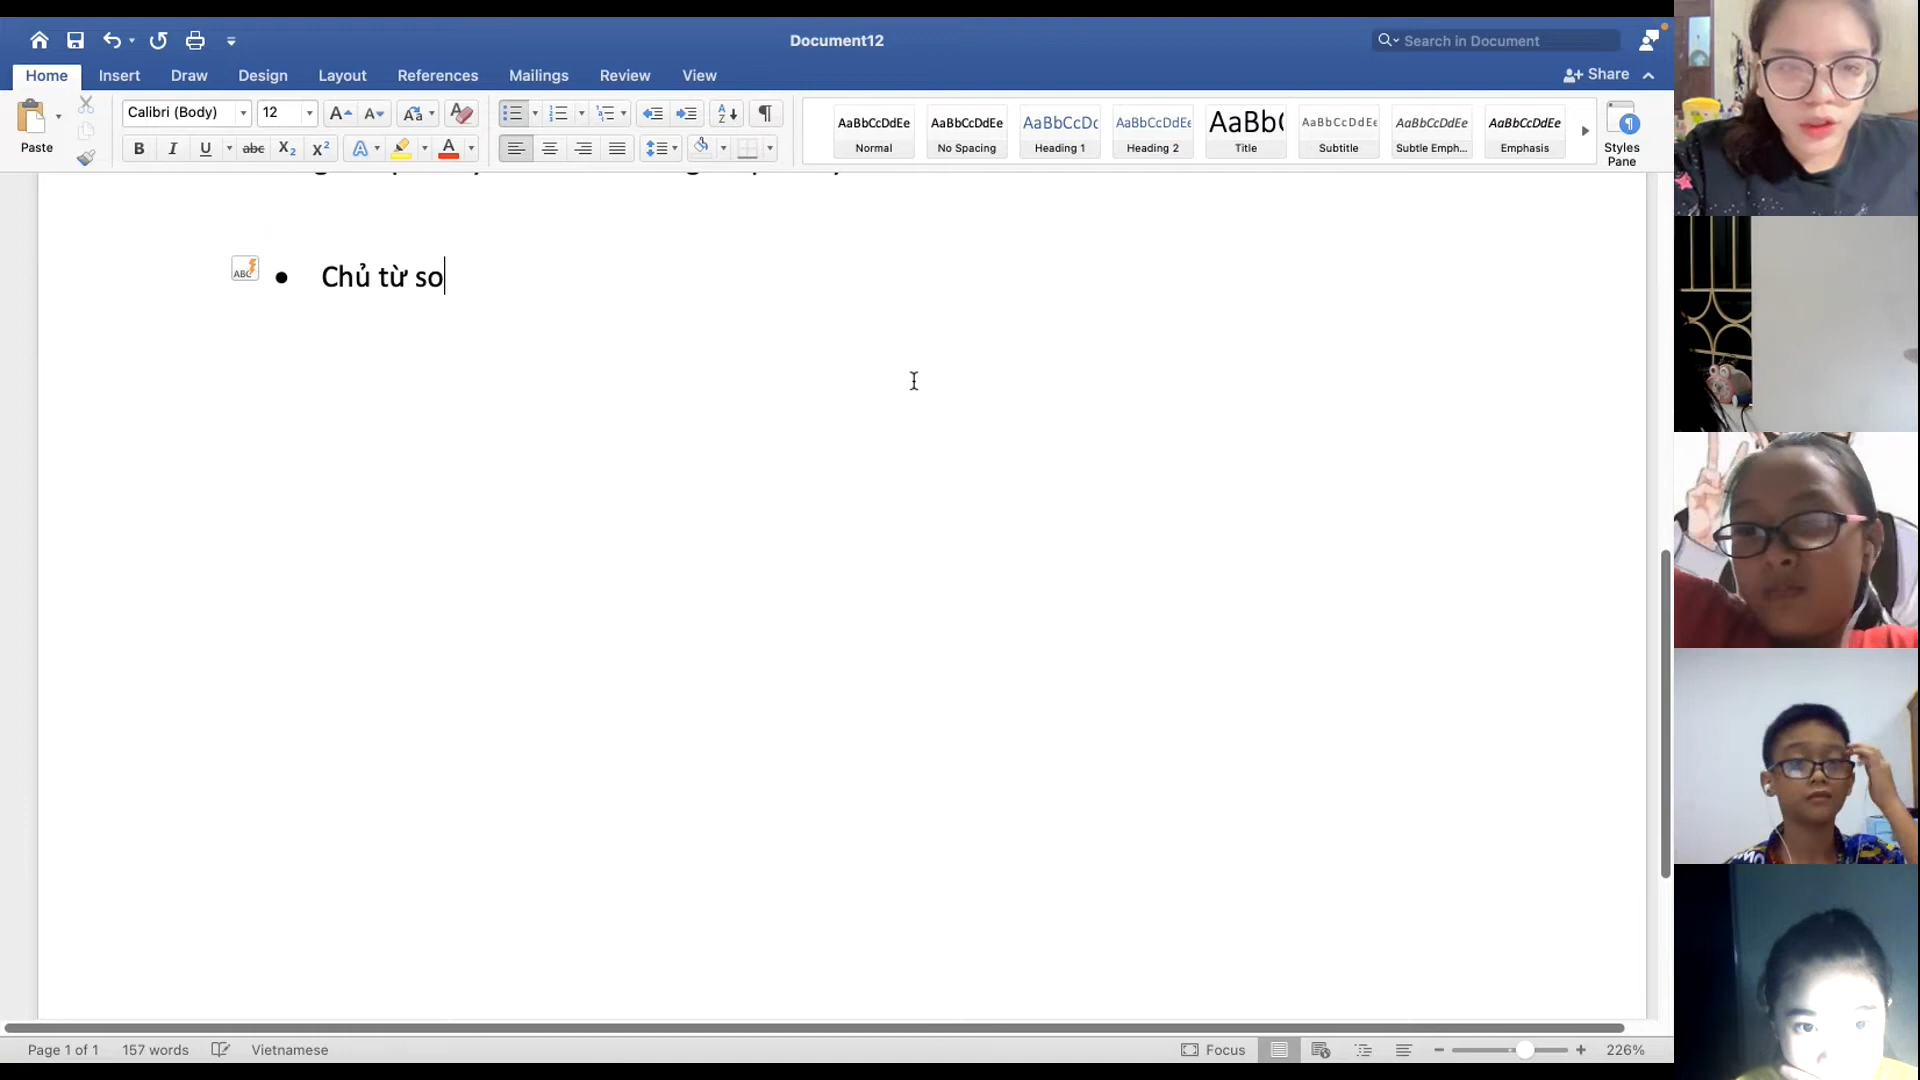 Document12
Search in Document
Home Insert Draw Design Layout References Mailings Review View
Share
Paste
Calibri (Body) 12
AaBbCcDdEe AaBbCcDdEe AaBbCcDc AaBbCcDdEe AaBb( AaBbCcDdEe AaBbCcDdEe AaBbCcDdEe
Normal No Spacing Heading 1 Heading 2 Title Subtitle Subtle Emph... Emphasis
Styles Pane
• Chủ từ so
Page 1 of 1 157 words Vietnamese
Focus 226%